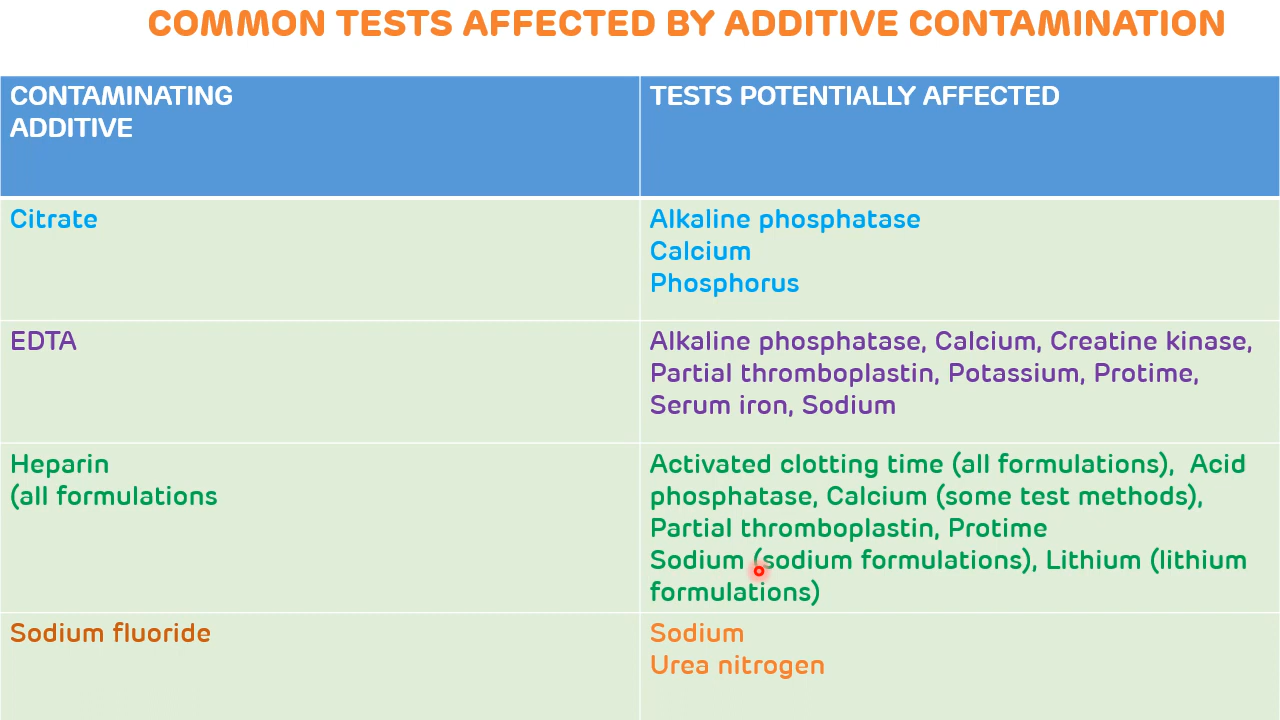 COMMON TESTS AFFECTED BY ADDITIVE CONTAMINATION
CONTAMINATING
ADDITIVE
TESTS POTENTIALLY AFFECTED
Citrate
Alkaline phosphatase
Calcium
Phosphorus
EDTA
Alkaline phosphatase, Calcium, Creatine kinase,
Partial thromboplastin, Potassium, Protime,
Serum iron, Sodium
Heparin
(all formulations
Activated clotting time (all formulations),  Acid
phosphatase, Calcium (some test methods),
Partial thromboplastin, Protime
Sodium (sodium formulations), Lithium (lithium
formulations)
Sodium fluoride
Sodium
Urea nitrogen